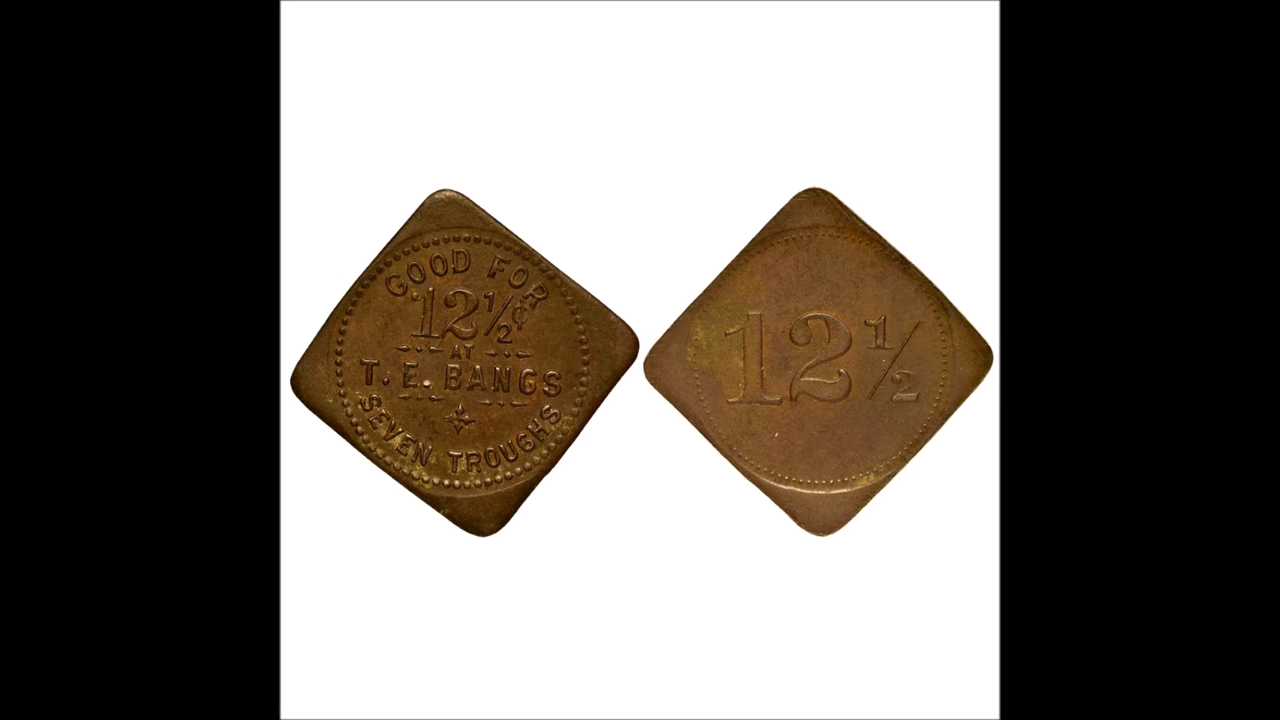 GOOD FOR
12½¢
AT
T. E. BANGS
SEVEN TROUGHS
12½